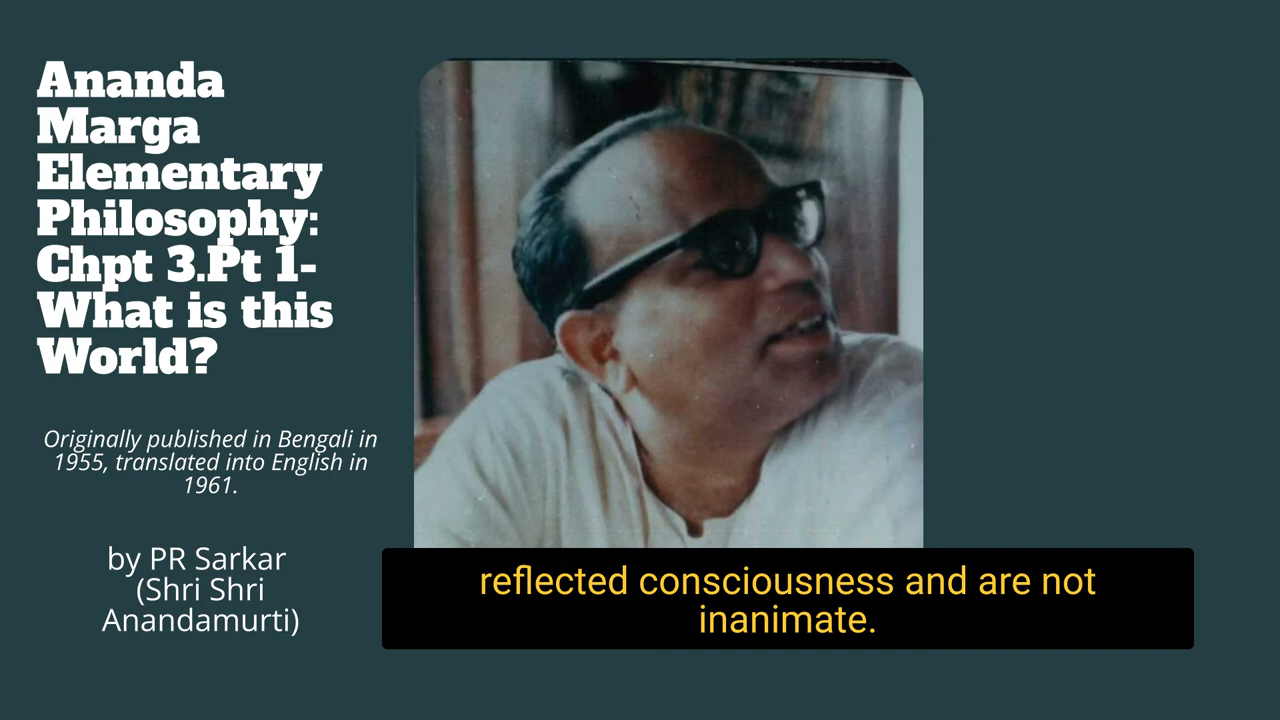 Ananda
Marga
Elementary
Philosophy:
Chpt 3.Pt 1-
What is this
World?
Originally published in Bengali in
1955, translated into English in
1961.
by PR Sarkar
(Shri Shri
Anandamurti)
reflected consciousness and are not
inanimate.